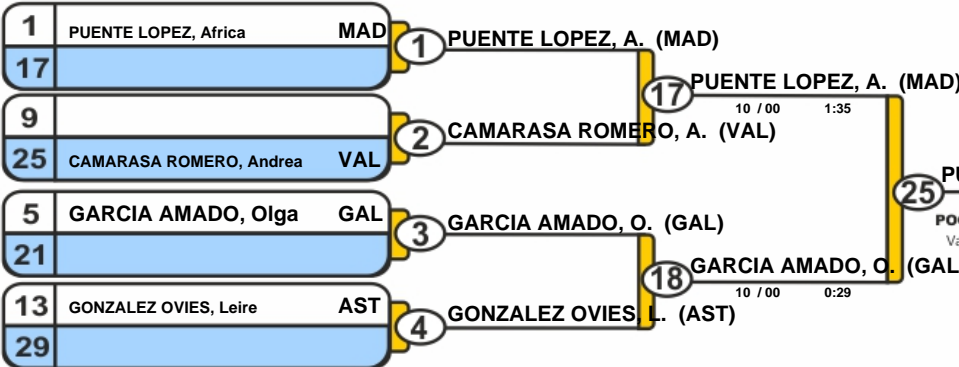 1 PUENTE LOPEZ, Africa MAD
17
1 PUENTE LOPEZ, A. (MAD)
9
25 CAMARASA ROMERO, Andrea VAL
2 CAMARASA ROMERO, A. (VAL)
17 PUENTE LOPEZ, A. (MAD)
10 / 00 1:35
5 GARCIA AMADO, Olga GAL
21
3 GARCIA AMADO, O. (GAL)
13 GONZALEZ OVIES, Leire AST
29
4 GONZALEZ OVIES, L. (AST)
18 GARCIA AMADO, O. (GAL
10 / 00 0:29
25